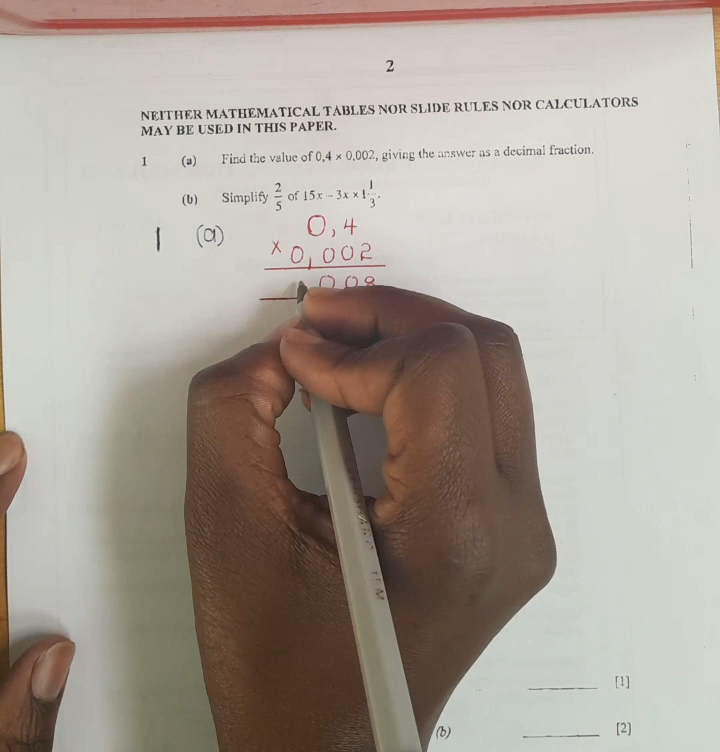 2
NEITHER MATHEMATICAL TABLES NOR SLIDE RULES NOR CALCULATORS
MAY BE USED IN THIS PAPER.
1 (a) Find the value of 0,4 × 0,002, giving the answer as a decimal fraction.
(b) Simplify 2/5 of 15x − 3x × 1 1/3.
1 (a) 0,4
× 0,002
008
[1]
(b) [2]